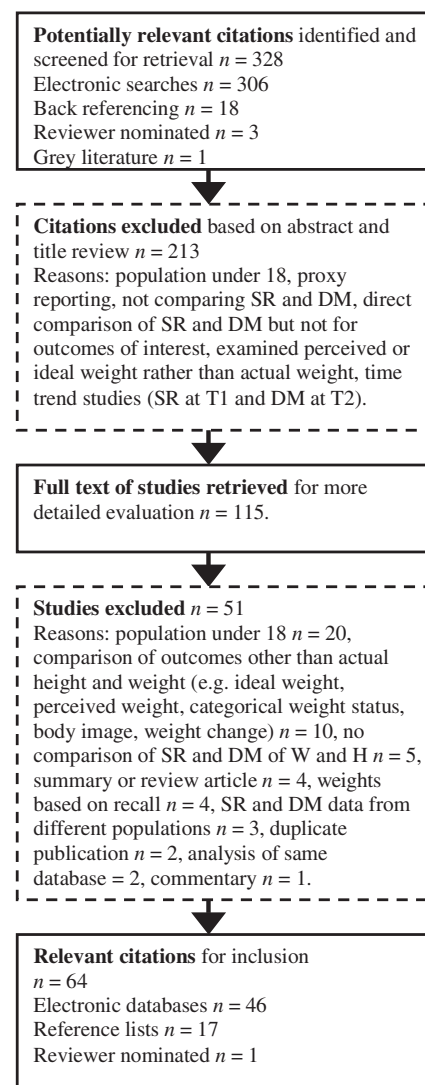 Potentially relevant citations identified and
screened for retrieval n = 328
Electronic searches n = 306
Back referencing n = 18
Reviewer nominated n = 3
Grey literature n = 1
Citations excluded based on abstract and
title review n = 213
Reasons: population under 18, proxy
reporting, not comparing SR and DM, direct
comparison of SR and DM but not for
outcomes of interest, examined perceived or
ideal weight rather than actual weight, time
trend studies (SR at T1 and DM at T2).
Full text of studies retrieved for more
detailed evaluation n = 115.
Studies excluded n = 51
Reasons: population under 18 n = 20,
comparison of outcomes other than actual
height and weight (e.g. ideal weight,
perceived weight, categorical weight status,
body image, weight change) n = 10, no
comparison of SR and DM of W and H n = 5,
summary or review article n = 4, weights
based on recall n = 4, SR and DM data from
different populations n = 3, duplicate
publication n = 2, analysis of same
database = 2, commentary n = 1.
Relevant citations for inclusion
n = 64
Electronic databases n = 46
Reference lists n = 17
Reviewer nominated n = 1